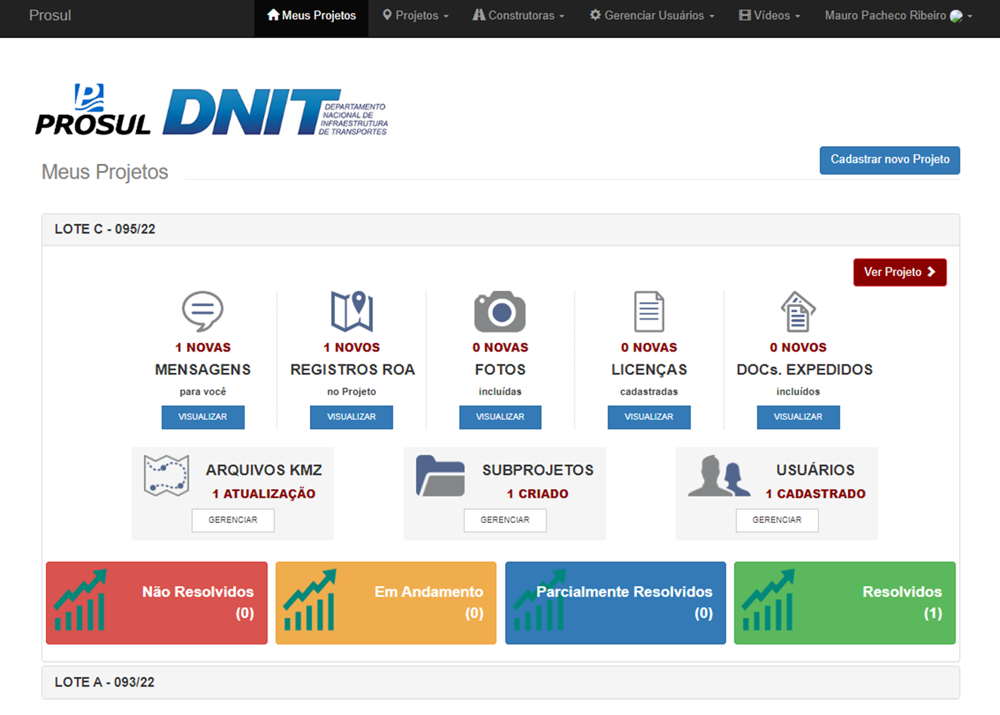 Prosul
Meus Projetos
Projetos
Construtoras
Gerenciar Usuários
Vídeos
Mauro Pacheco Ribeiro
PROSUL
DNIT
DEPARTAMENTO
NACIONAL DE
INFRAESTRUTURA
DE TRANSPORTES
Meus Projetos
Cadastrar novo Projeto
LOTE C - 095/22
Ver Projeto
1 NOVAS
MENSAGENS
para você
VISUALIZAR
1 NOVOS
REGISTROS ROA
no Projeto
VISUALIZAR
0 NOVAS
FOTOS
incluídas
VISUALIZAR
0 NOVAS
LICENÇAS
cadastradas
VISUALIZAR
0 NOVOS
DOCs. EXPEDIDOS
incluídos
VISUALIZAR
ARQUIVOS KMZ
1 ATUALIZAÇÃO
GERENCIAR
SUBPROJETOS
1 CRIADO
GERENCIAR
USUÁRIOS
1 CADASTRADO
GERENCIAR
Não Resolvidos
(0)
Em Andamento
(0)
Parcialmente Resolvidos
(0)
Resolvidos
(1)
LOTE A - 093/22